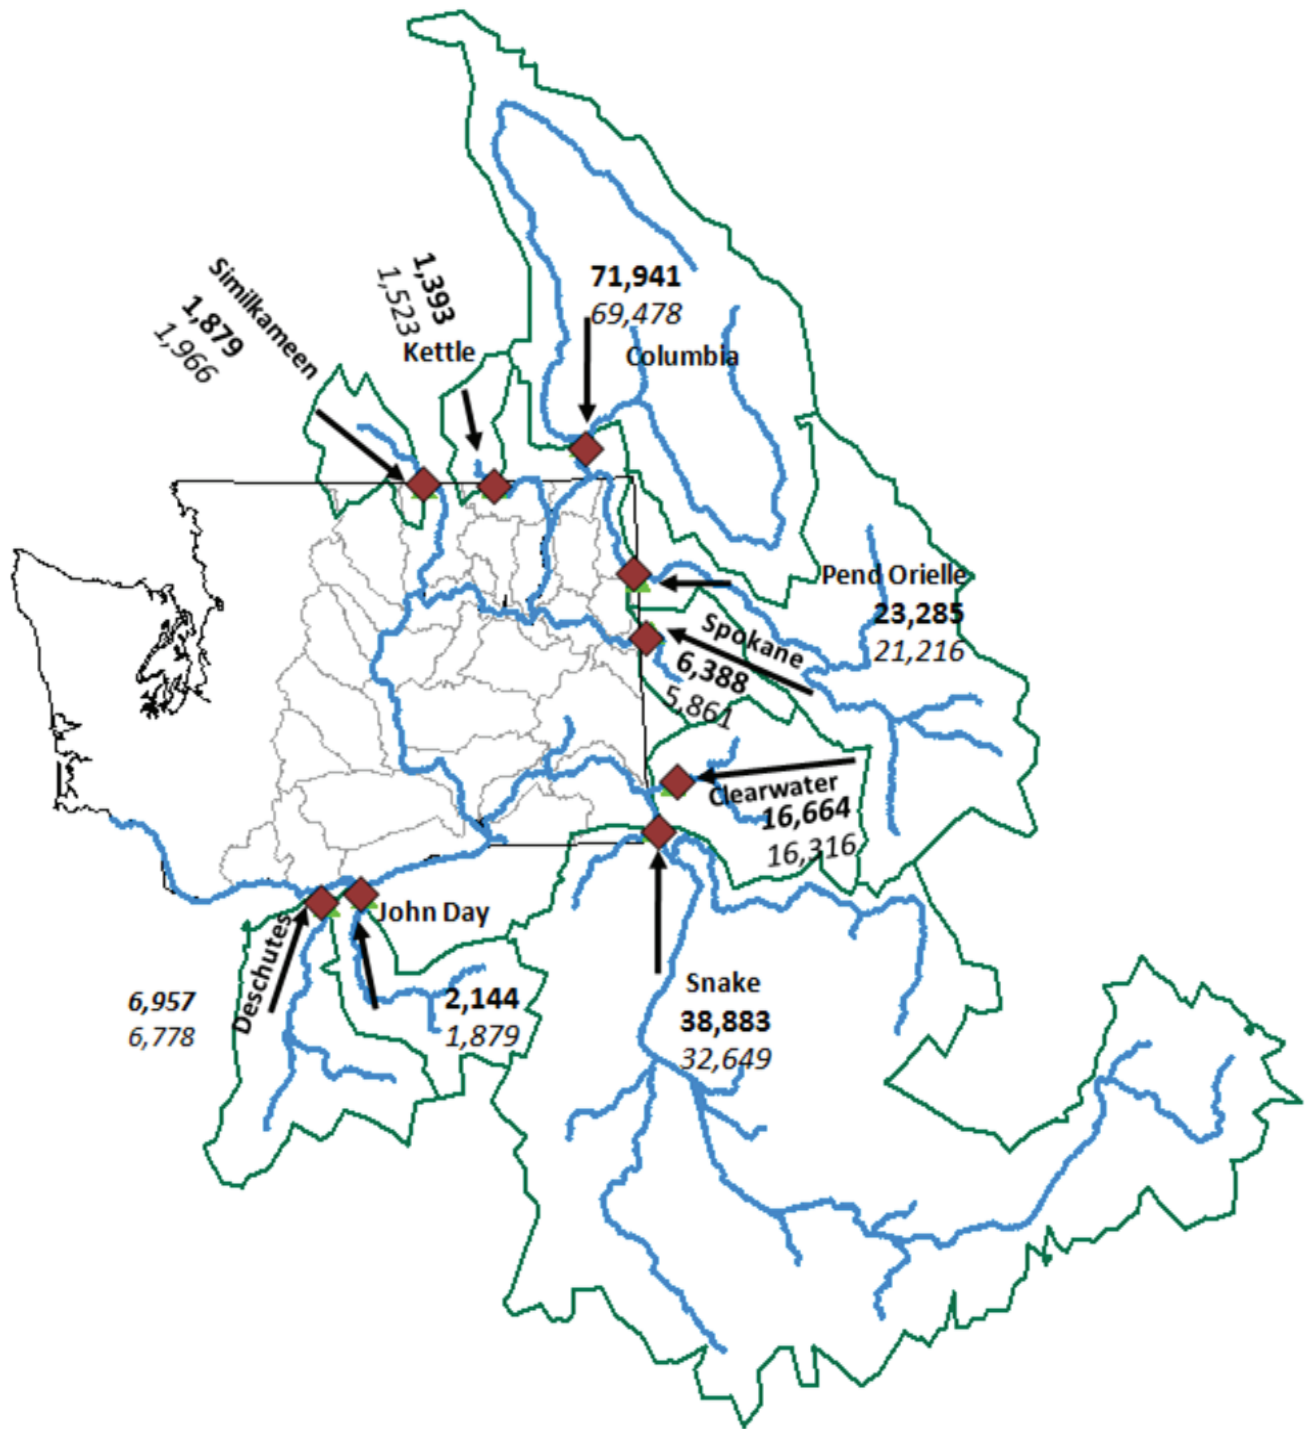 Similkameen
1,879
1,966
1,393
1,523
Kettle
71,941
69,478
Columbia
Pend Orielle
23,285
21,216
Spokane
6,388
5,861
Clearwater
16,664
16,316
John Day
2,144
1,879
Deschutes
6,957
6,778
Snake
38,883
32,649